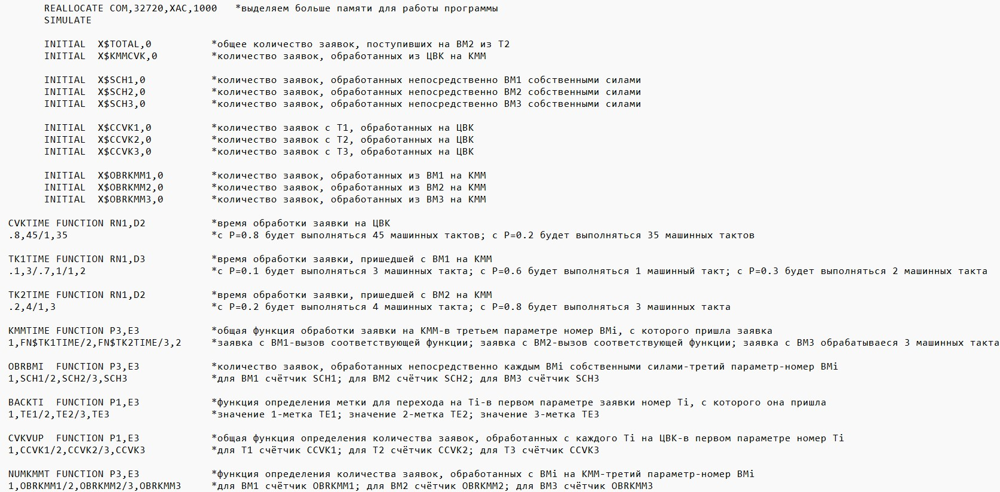 REALLOCATE COM,32720,XAC,1000 *выделяем больше памяти для работы программы
SIMULATE
INITIAL X$TOTAL,0 *общее количество заявок, поступивших на ВМ2 из Т2
INITIAL X$KMMCVK,0 *количество заявок, обработанных из ЦВК на КММ
INITIAL X$SCH1,0 *количество заявок, обработанных непосредственно ВМ1 собственными силами
INITIAL X$SCH2,0 *количество заявок, обработанных непосредственно ВМ2 собственными силами
INITIAL X$SCH3,0 *количество заявок, обработанных непосредственно ВМ3 собственными силами
INITIAL X$CCVK1,0 *количество заявок с Т1, обработанных на ЦВК
INITIAL X$CCVK2,0 *количество заявок с Т2, обработанных на ЦВК
INITIAL X$CCVK3,0 *количество заявок с Т3, обработанных на ЦВК
INITIAL X$OBRKMM1,0 *количество заявок, обработанных из ВМ1 на КММ
INITIAL X$OBRKMM2,0 *количество заявок, обработанных из ВМ2 на КММ
INITIAL X$OBRKMM3,0 *количество заявок, обработанных из ВМ3 на КММ
CVKTIME FUNCTION RN1,D2 *время обработки заявки на ЦВК
.8,45/1,35 *с P=0.8 будет выполняться 45 машинных тактов; с P=0.2 будет выполняться 35 машинных тактов
TK1TIME FUNCTION RN1,D3 *время обработки заявки, пришедшей с ВМ1 на КММ
.1,3/.7,1/1,2 *с P=0.1 будет выполняться 3 машинных такта; с P=0.6 будет выполняться 1 машинный такт; с P=0.3 будет выполняться 2 машинных такта
TK2TIME FUNCTION RN1,D2 *время обработки заявки, пришедшей с ВМ2 на КММ
.2,4/1,3 *с P=0.2 будет выполняться 4 машинных такта; с P=0.8 будет выполняться 3 машинных такта
KMMTIME FUNCTION P3,E3 *общая функция обработки заявки на КММ-в третьем параметре номер ВМi, с которого пришла заявка
1,FN$TK1TIME/2,FN$TK2TIME/3,2 *заявка с ВМ1-вызов соответствующей функции; заявка с ВМ2-вызов соответствующей функции; заявка с ВМ3 обрабатываеся 3 машинных такта
OBRBMI FUNCTION P3,E3 *количество заявок, обработанных непосредственно каждым ВМi собственными силами-третий параметр-номер ВМi
1,SCH1/2,SCH2/3,SCH3 *для ВМ1 счётчик SCH1; для ВМ2 счётчик SCH2; для ВМ3 счётчик SCH3
BACKTI FUNCTION P1,E3 *функция определения метки для перехода на Тi-в первом параметре заявки номер Тi, с которого она пришла
1,TE1/2,TE2/3,TE3 *значение 1-метка TE1; значение 2-метка TE2; значение 3-метка TE3
CVKVUP FUNCTION P1,E3 *общая функция определения количества заявок, обработанных с каждого Тi на ЦВК-в первом параметре номер Тi
1,CCVK1/2,CCVK2/3,CCVK3 *для Т1 счётчик CCVK1; для Т2 счётчик CCVK2; для Т3 счётчик CCVK3
NUMKMMT FUNCTION P3,E3 *функция определения количества заявок, обработанных с ВМi на КММ-третий параметр-номер ВМi
1,OBRKMM1/2,OBRKMM2/3,OBRKMM3 *для ВМ1 счётчик OBRKMM1; для ВМ2 счётчик OBRKMM2; для ВМ3 счётчик OBRKMM3